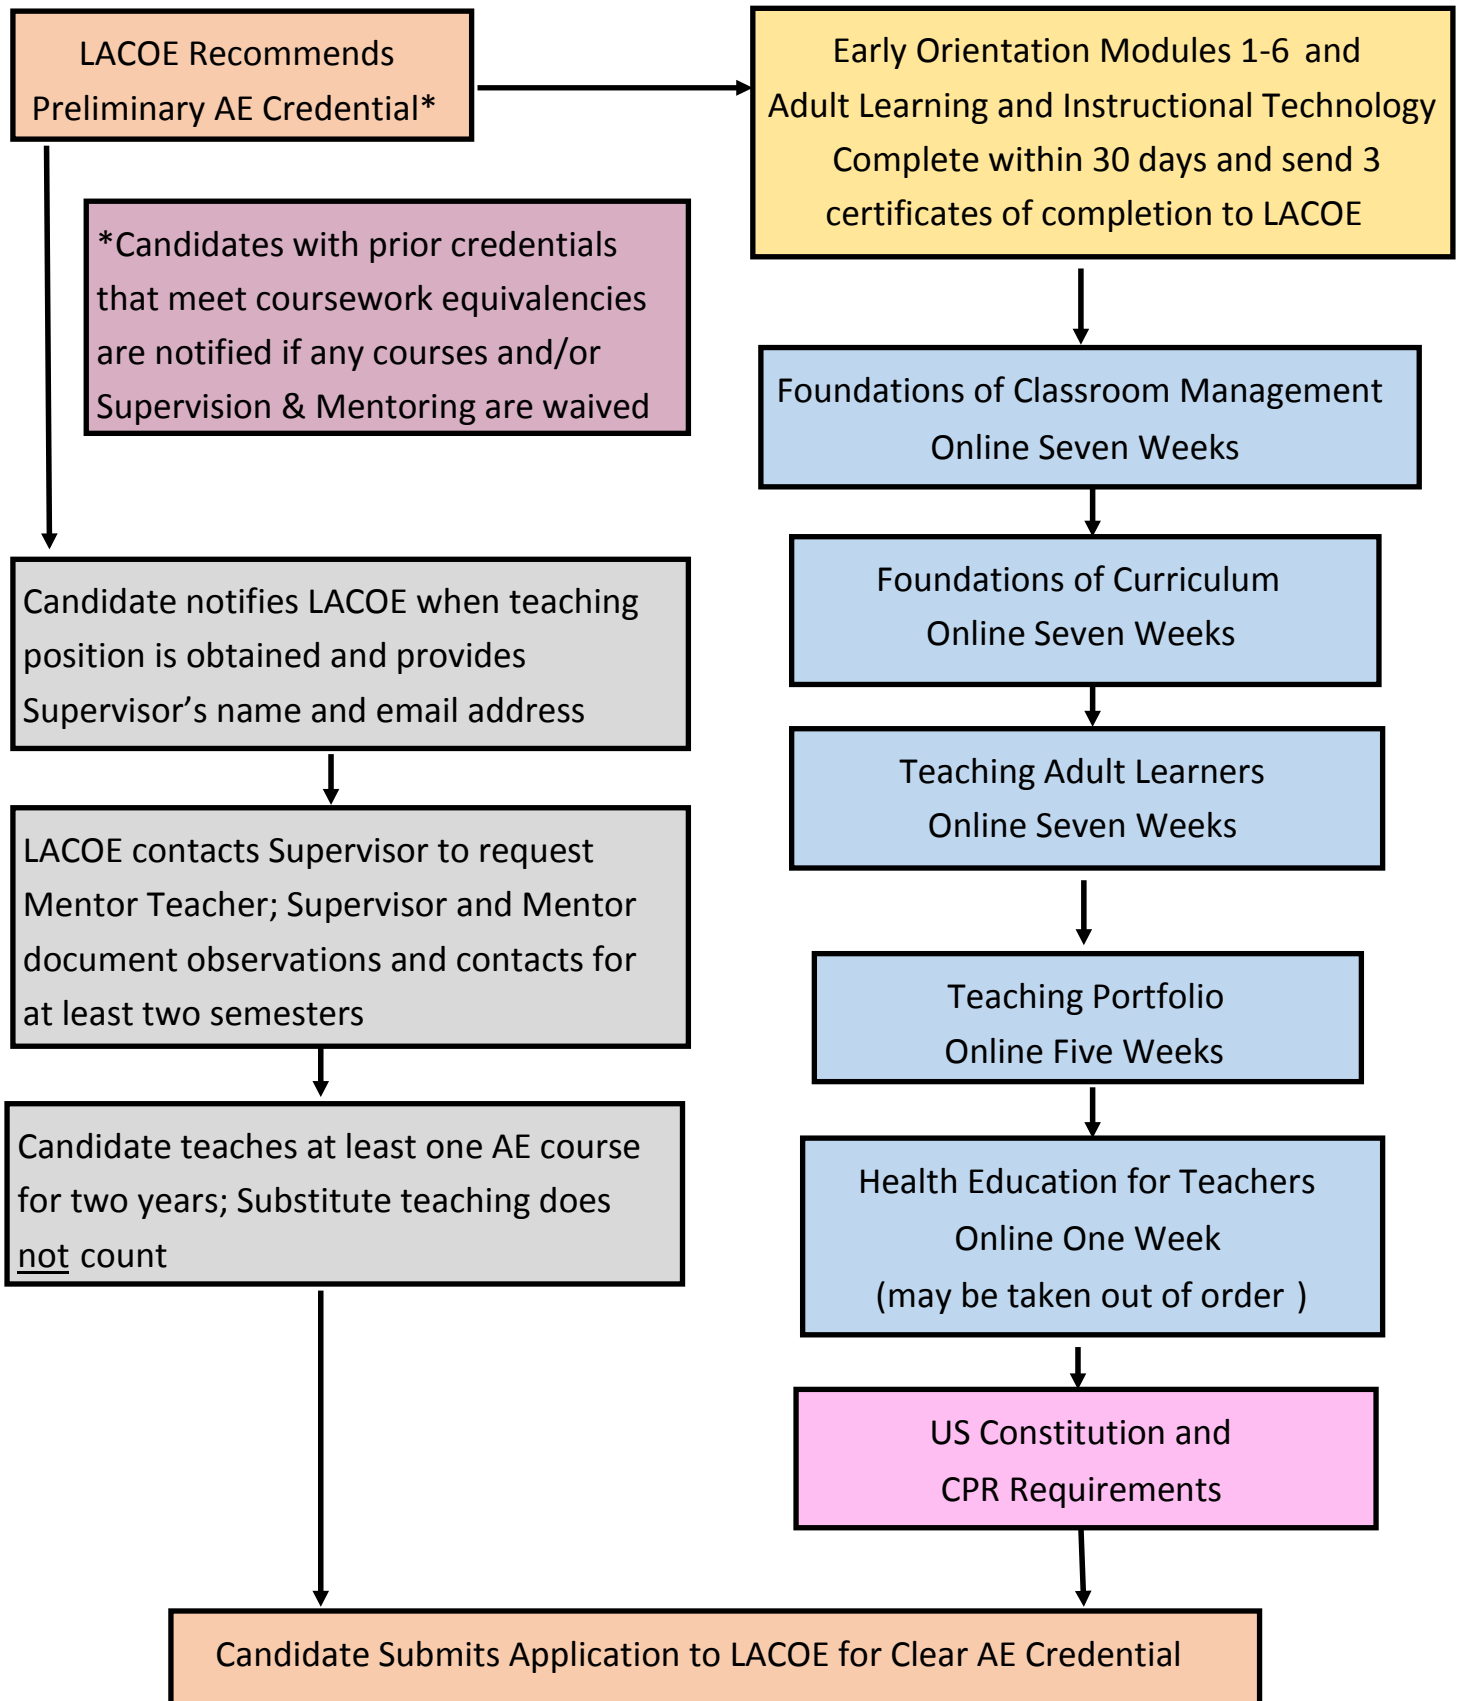 LACOE Recommends
Preliminary AE Credential*
Early Orientation Modules 1-6 and
Adult Learning and Instructional Technology
Complete within 30 days and send 3
certificates of completion to LACOE
*Candidates with prior credentials
that meet coursework equivalencies
are notified if any courses and/or
Supervision & Mentoring are waived
Candidate notifies LACOE when teaching
position is obtained and provides
Supervisor’s name and email address
LACOE contacts Supervisor to request
Mentor Teacher; Supervisor and Mentor
document observations and contacts for
at least two semesters
Candidate teaches at least one AE course
for two years; Substitute teaching does
not count
Foundations of Classroom Management
Online Seven Weeks
Foundations of Curriculum
Online Seven Weeks
Teaching Adult Learners
Online Seven Weeks
Teaching Portfolio
Online Five Weeks
Health Education for Teachers
Online One Week
(may be taken out of order )
US Constitution and
CPR Requirements
Candidate Submits Application to LACOE for Clear AE Credential